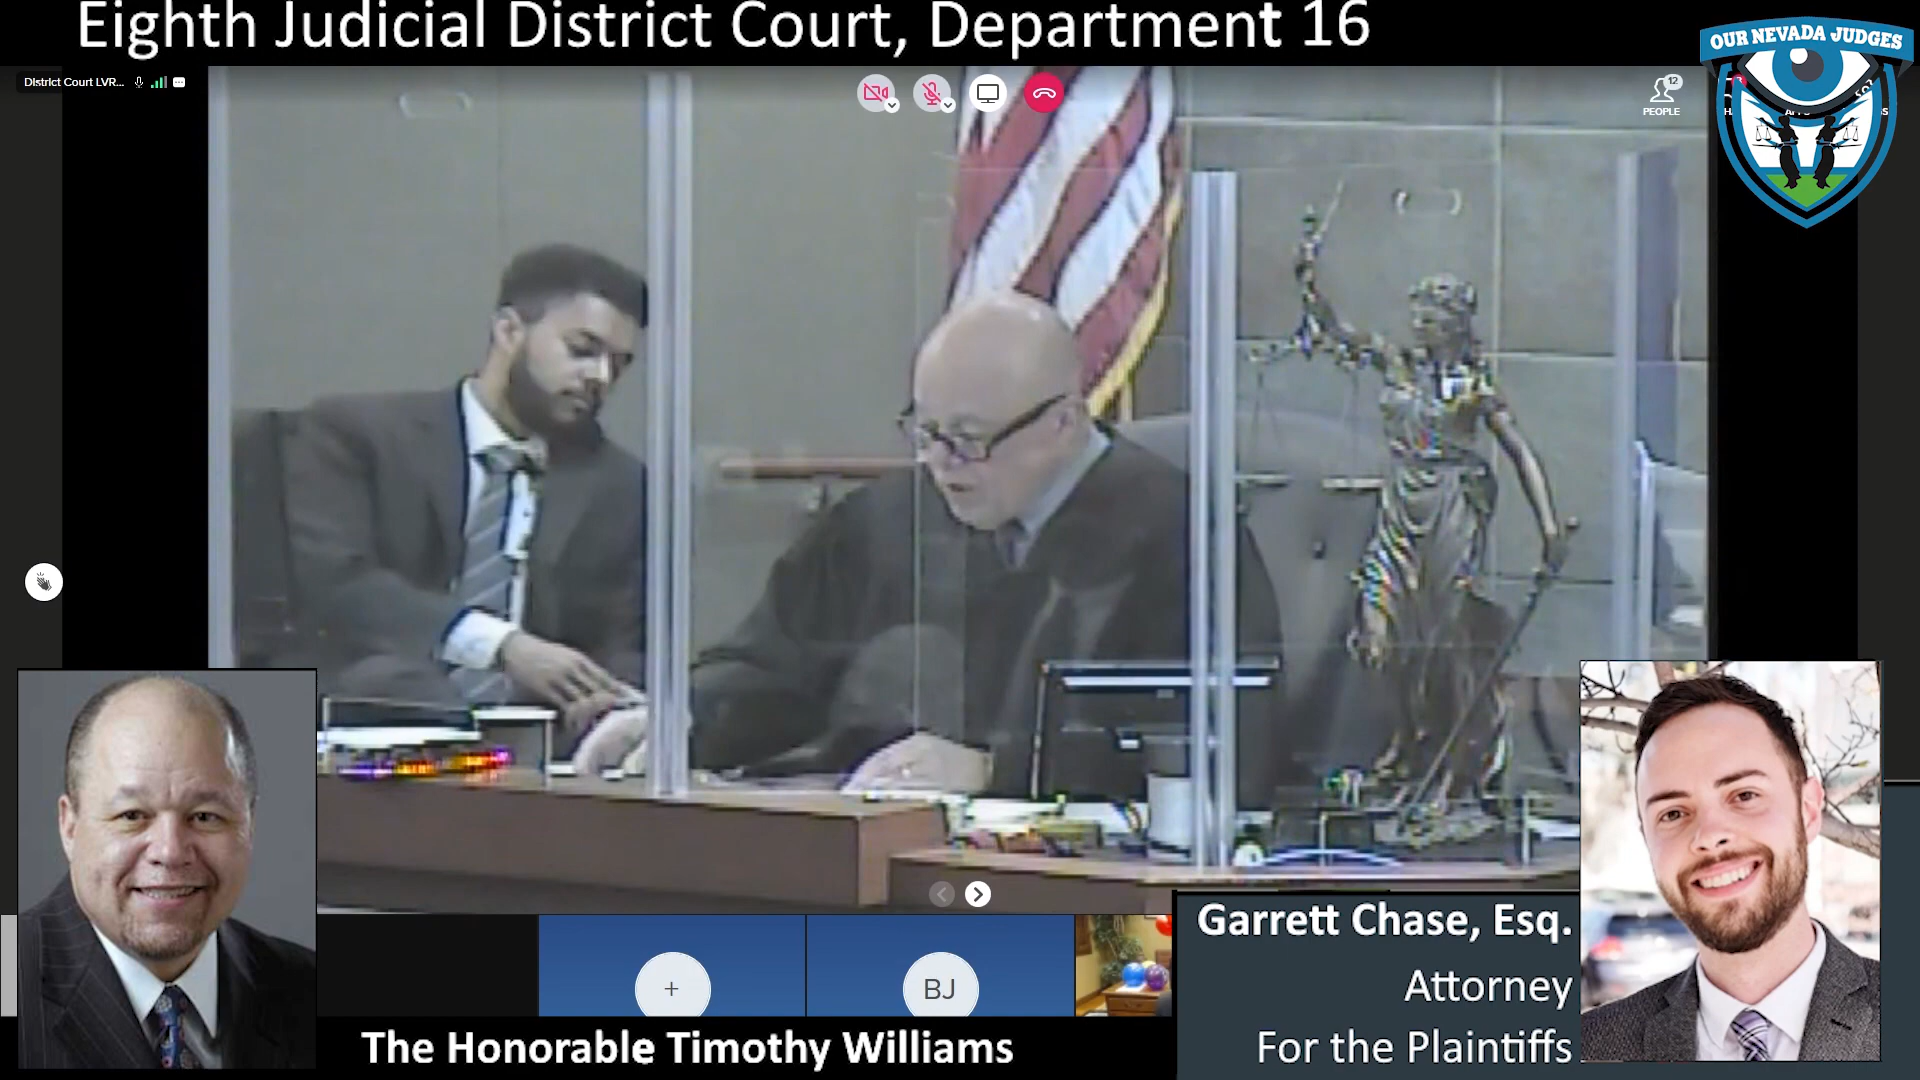 Eighth Judicial District Court, Department 16
OUR NEVADA JUDGES
District Court LVR...
12
PEOPLE
+
BJ
Garrett Chase, Esq.
Attorney
For the Plaintiffs
The Honorable Timothy Williams